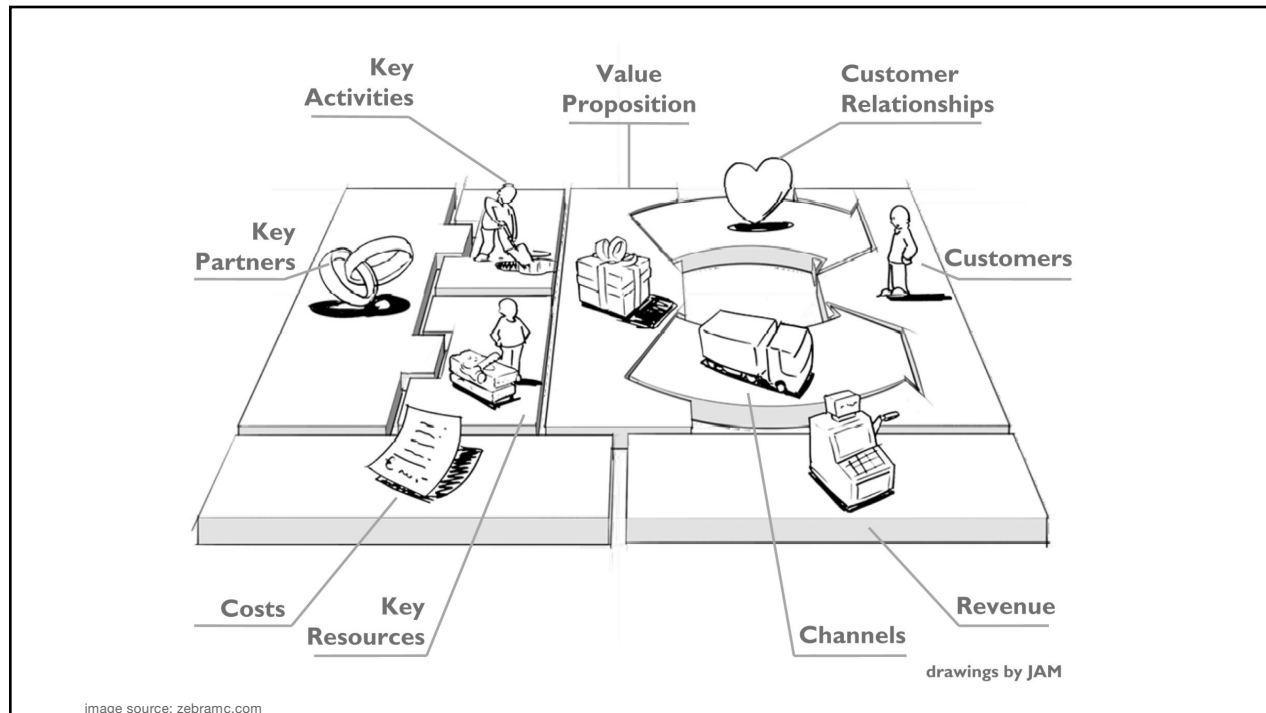 Key
Activities
Value
Proposition
Customer
Relationships
Key
Partners
Customers
Costs
Key
Resources
Channels
Revenue
drawings by JAM
image source: zebramc.com